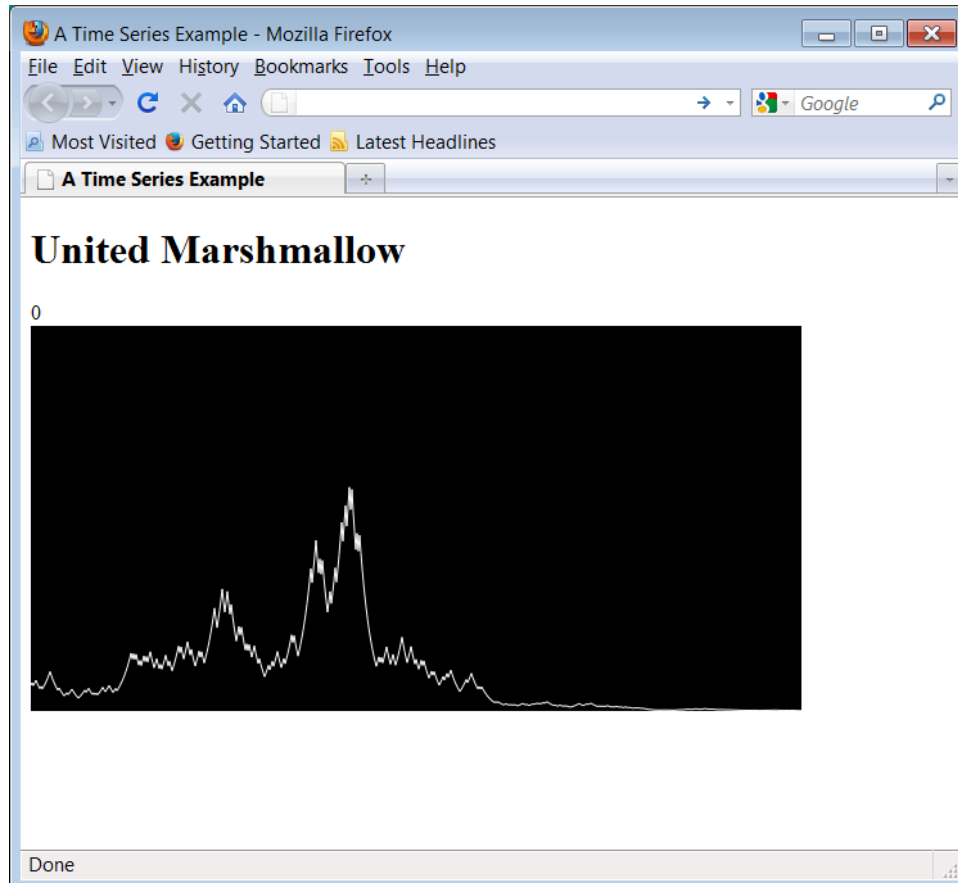 A Time Series Example - Mozilla Firefox
File Edit View History Bookmarks Tools Help
Google
Most Visited Getting Started Latest Headlines
A Time Series Example
United Marshmallow
0
Done